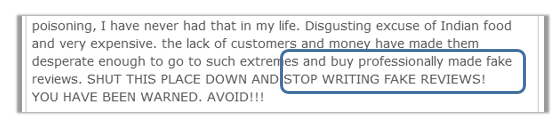 poisoning, I have never had that in my life. Disgusting excuse of Indian food
and very expensive. the lack of customers and money have made them
desperate enough to go to such extremes and buy professionally made fake
reviews. SHUT THIS PLACE DOWN AND STOP WRITING FAKE REVIEWS!
YOU HAVE BEEN WARNED. AVOID!!!